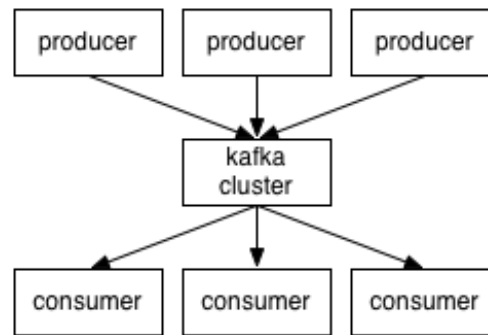 producer
producer
producer
kafka
cluster
consumer
consumer
consumer